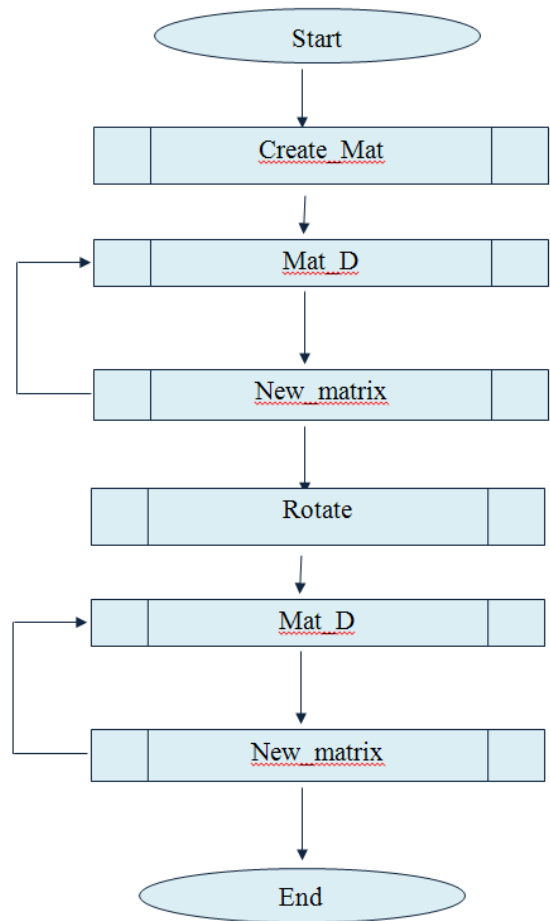 Start
Create_Mat
Mat_D
New_matrix
Rotate
Mat_D
New_matrix
End